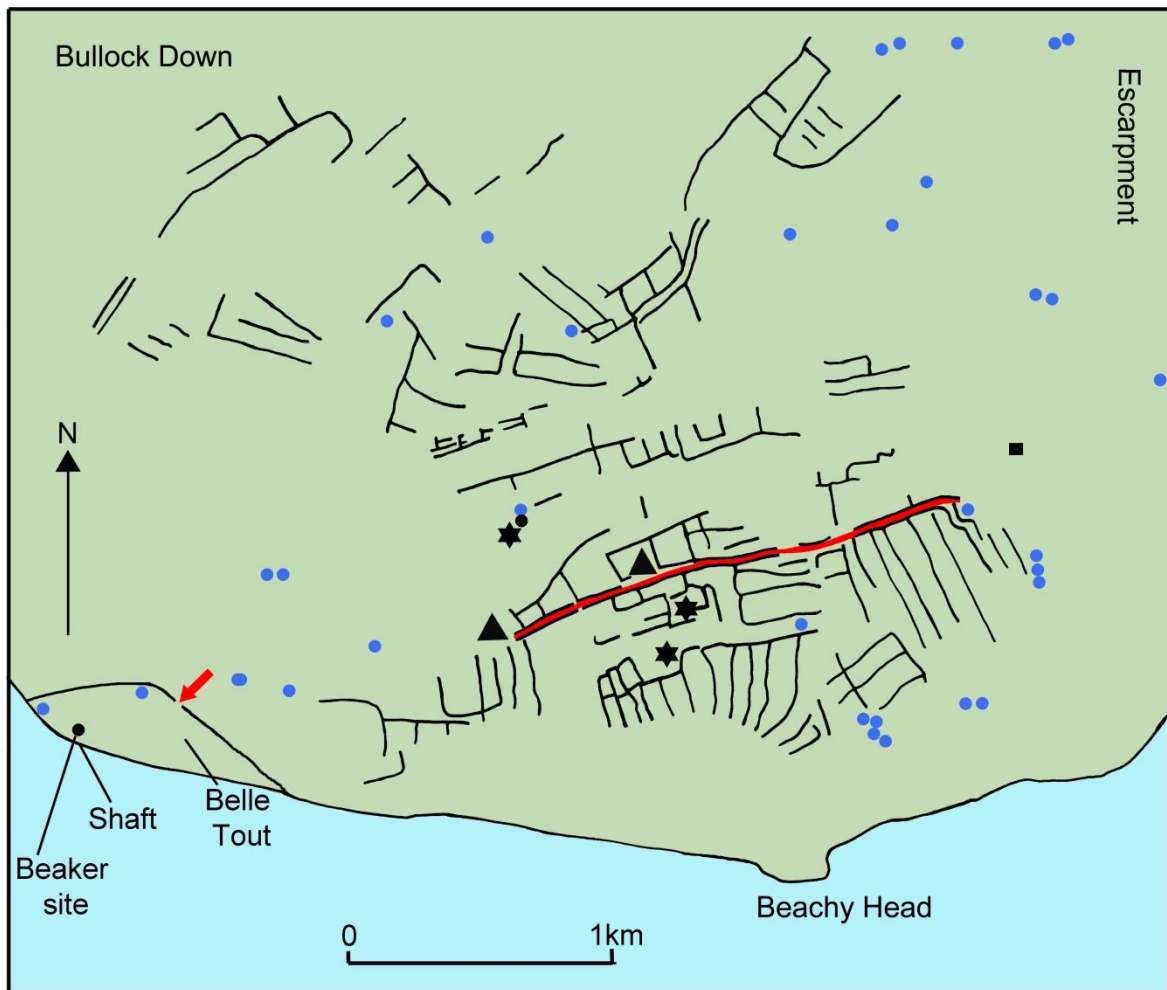 Bullock Down
Escarpment
N
Shaft
Belle
Tout
Beaker
site
Beachy Head
0
1km